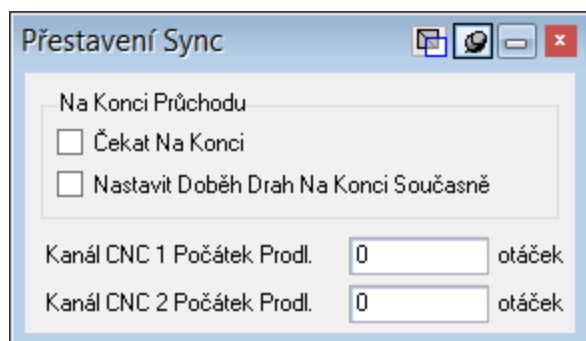 Přestavení Sync
Na Konci Průchodu
Čekat Na Konci
Nastavit Doběh Drah Na Konci Současně
Kanál CNC 1 Počátek Prodl. 0 otáček
Kanál CNC 2 Počátek Prodl. 0 otáček